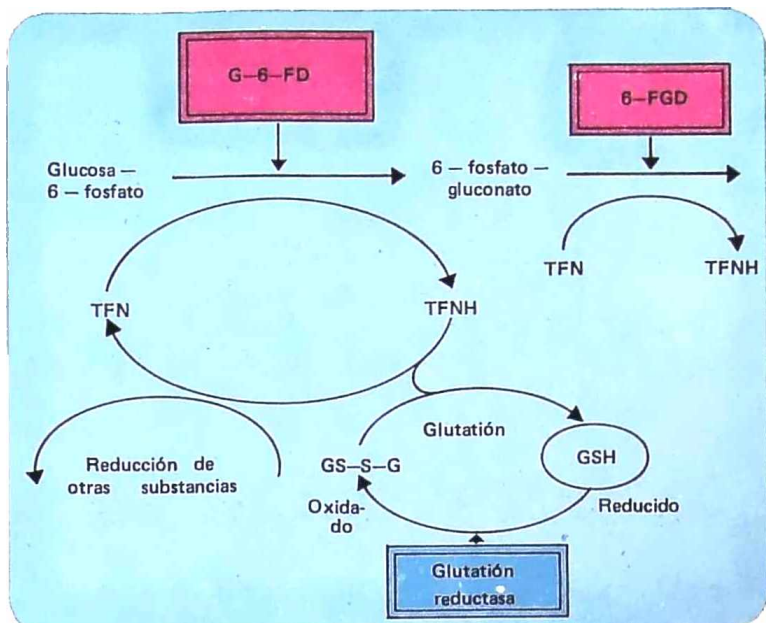 G–6–FD
6–FGD
Glucosa –
6 – fosfato
6 – fosfato –
gluconato
TFN
TFNH
TFN
TFNH
Glutatión
GS–S–G
GSH
Reducción de
otras substancias
Oxida-
do
Reducido
Glutatión
reductasa